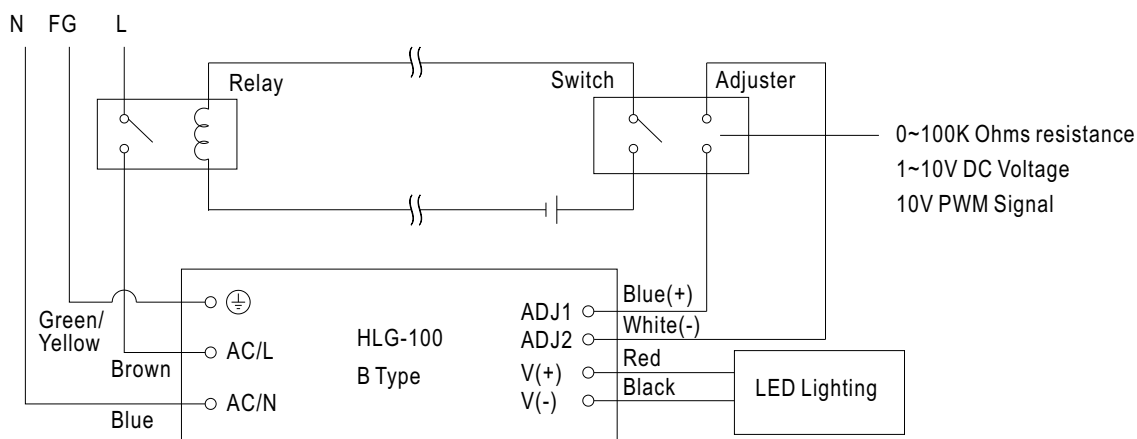 N FG L
Relay
Switch
Adjuster
0~100K Ohms resistance
1~10V DC Voltage
10V PWM Signal
Green/
Yellow
Brown
Blue
AC/L
AC/N
HLG-100
B Type
ADJ1
ADJ2
V(+)
V(-)
Blue(+)
White(-)
Red
Black
LED Lighting